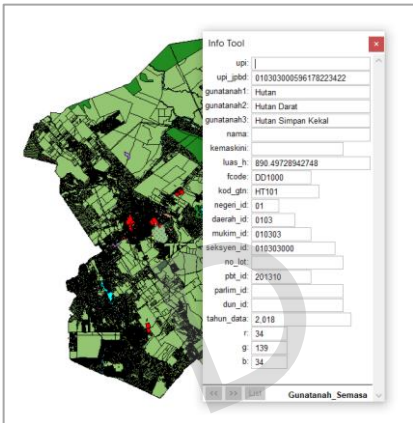 Info Tool
upi:
upi_jpbd: 010303000596178223422
gunatanah1: Hutan
gunatanah2: Hutan Darat
gunatanah3: Hutan Simpan Kekal
nama:
kemaskini:
luas_h: 890.49728942748
fcode: DD1000
kod_gtn: HT101
negeri_id: 01
daerah_id: 0103
mukim_id: 010303
seksyen_id: 010303000
no_lot:
pbt_id: 201310
parlim_id:
dun_id:
tahun_data: 2,018
r: 34
g: 139
b: 34
<< >> List Gunatanah_Semasa
D